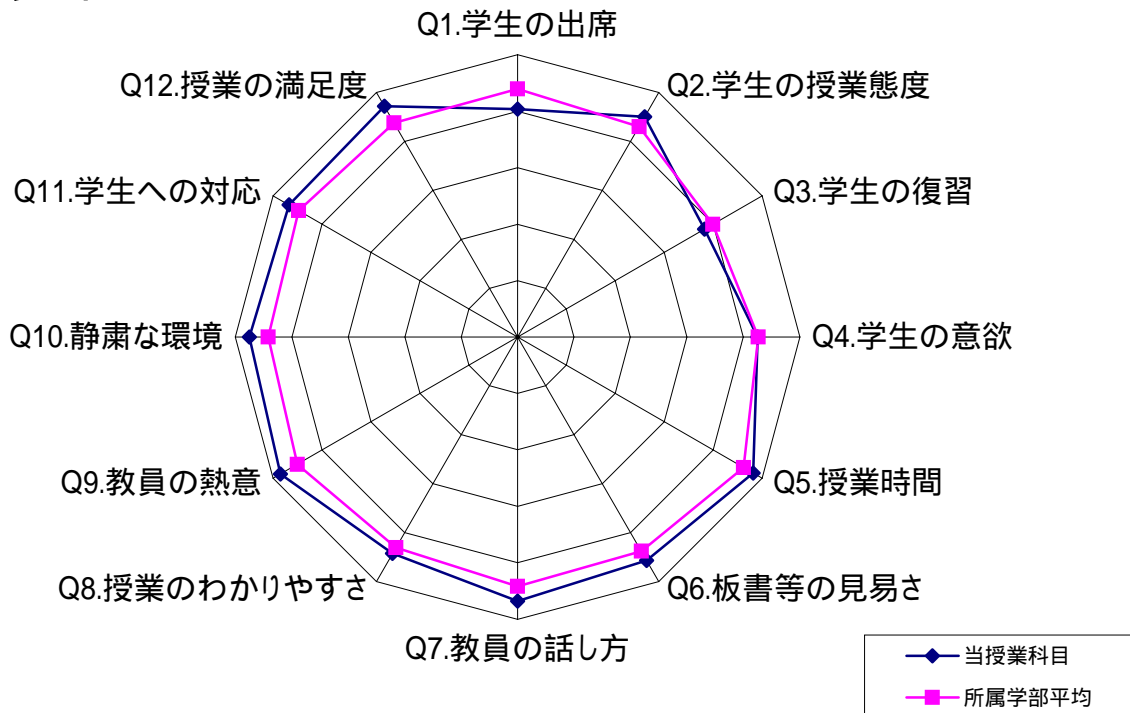 Q1.学生の出席
Q2.学生の授業態度
Q3.学生の復習
Q4.学生の意欲
Q5.授業時間
Q6.板書等の見易さ
Q7.教員の話し方
Q8.授業のわかりやすさ
Q9.教員の熱意
Q10.静粛な環境
Q11.学生への対応
Q12.授業の満足度
当授業科目
所属学部平均